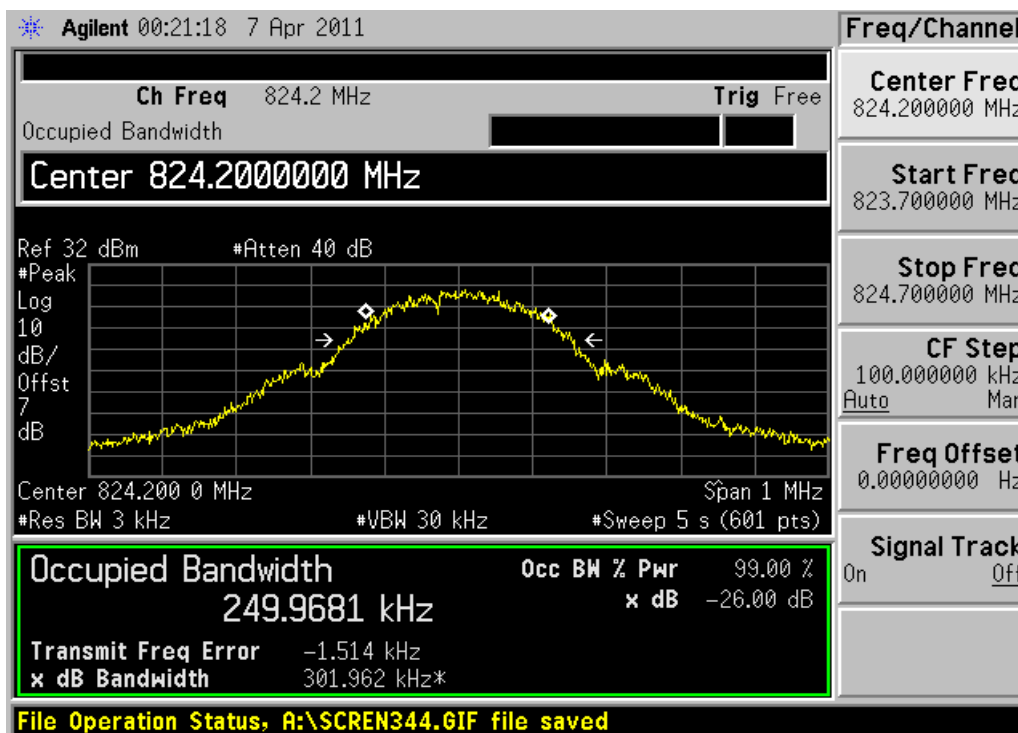 Agilent 00:21:18 7 Apr 2011
Ch Freq 824.2 MHz Trig Free
Occupied Bandwidth
Center 824.2000000 MHz
Ref 32 dBm #Atten 40 dB
#Peak
Log
10
dB/
Offst
7
dB
Center 824.200 0 MHz Span 1 MHz
#Res BW 3 kHz #VBW 30 kHz #Sweep 5 s (601 pts)
Occupied Bandwidth Occ BW % Pwr 99.00 %
249.9681 kHz x dB -26.00 dB
Transmit Freq Error -1.514 kHz
x dB Bandwidth 301.962 kHz*
File Operation Status, A:\SCREN344.GIF file saved
Freq/Channel
Center Freq
824.200000 MHz
Start Freq
823.700000 MHz
Stop Freq
824.700000 MHz
CF Step
100.000000 kHz
Auto Man
Freq Offset
0.00000000 Hz
Signal Track
On Off